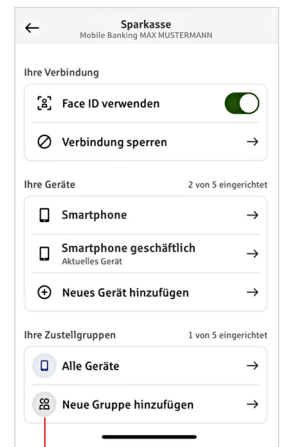 Sparkasse
Mobile Banking MAX MUSTERMANN
Ihre Verbindung
Face ID verwenden
Verbindung sperren
Ihre Geräte 2 von 5 eingerichtet
Smartphone
Smartphone geschäftlich
Aktuelles Gerät
Neues Gerät hinzufügen
Ihre Zustellgruppen 1 von 5 eingerichtet
Alle Geräte
Neue Gruppe hinzufügen